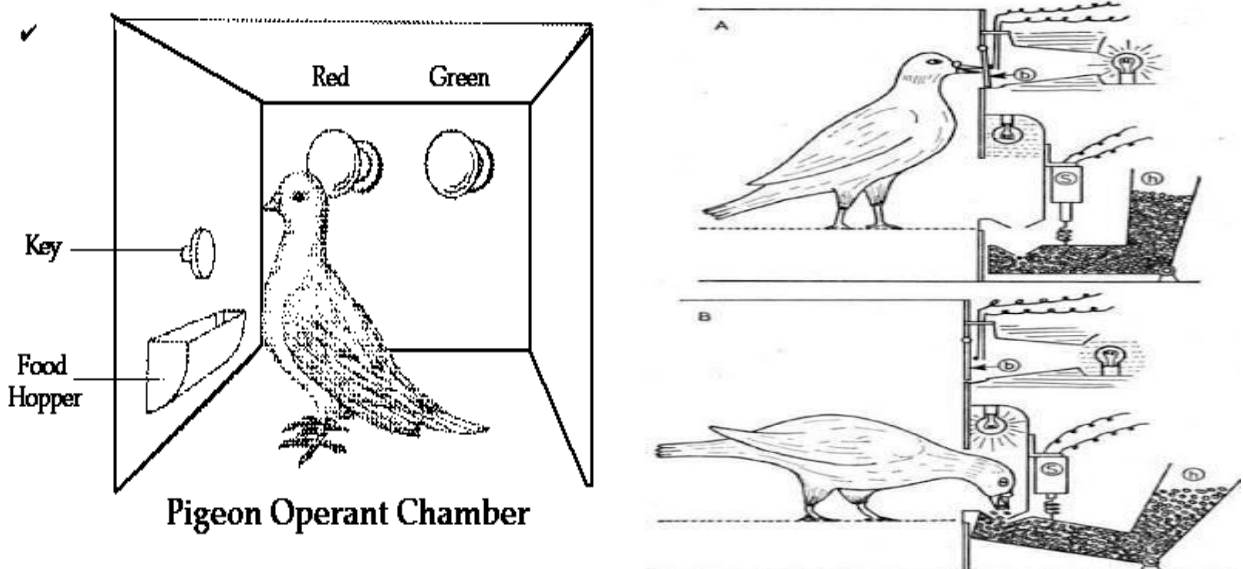 ✔
Red Green
Key
Food
Hopper
Pigeon Operant Chamber
A
b
S
h
B
b
S
h